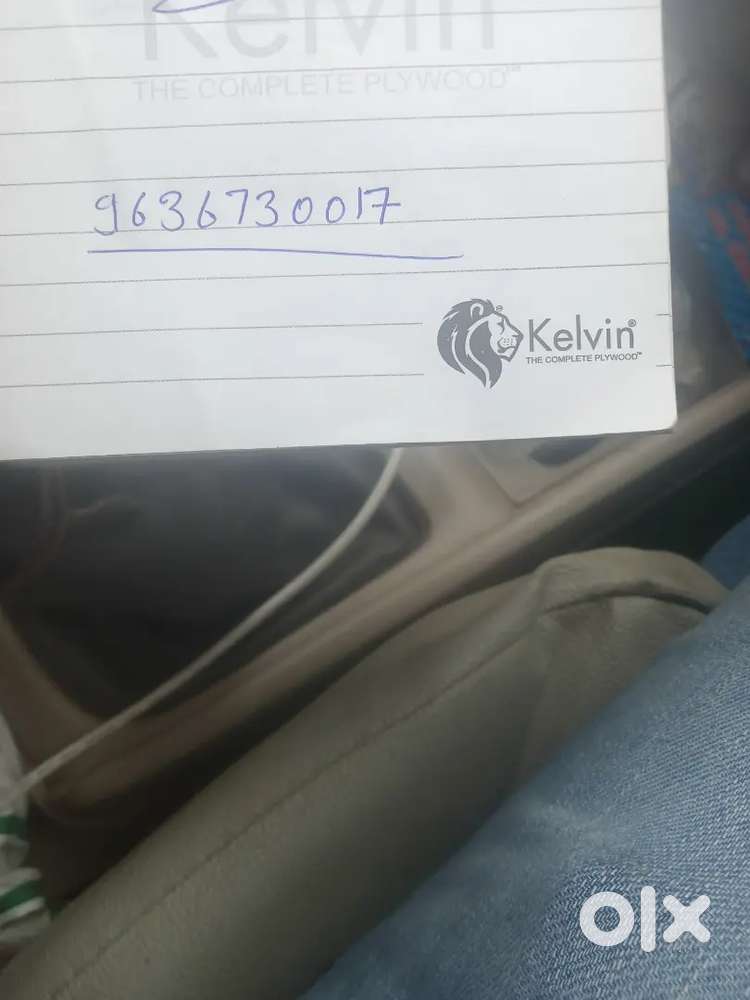 Kelvin
THE COMPLETE PLYWOOD™
9636730017
Kelvin®
THE COMPLETE PLYWOOD™
olx